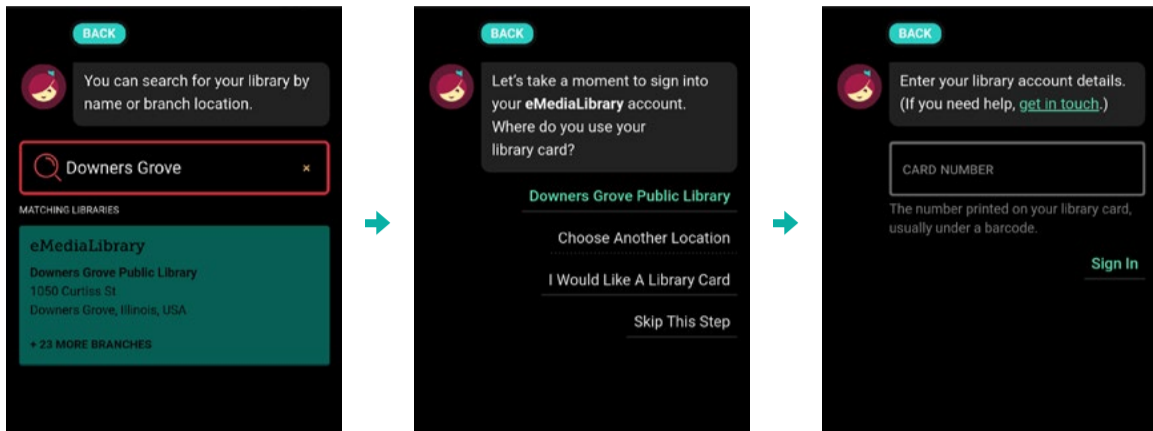 BACK
You can search for your library by
name or branch location.
Downers Grove
×
MATCHING LIBRARIES
eMediaLibrary
Downers Grove Public Library
1050 Curtiss St
Downers Grove, Illinois, USA
+ 23 MORE BRANCHES
BACK
Let's take a moment to sign into
your eMediaLibrary account.
Where do you use your
library card?
Downers Grove Public Library
Choose Another Location
I Would Like A Library Card
Skip This Step
BACK
Enter your library account details.
(If you need help, get in touch.)
CARD NUMBER
The number printed on your library card,
usually under a barcode.
Sign In